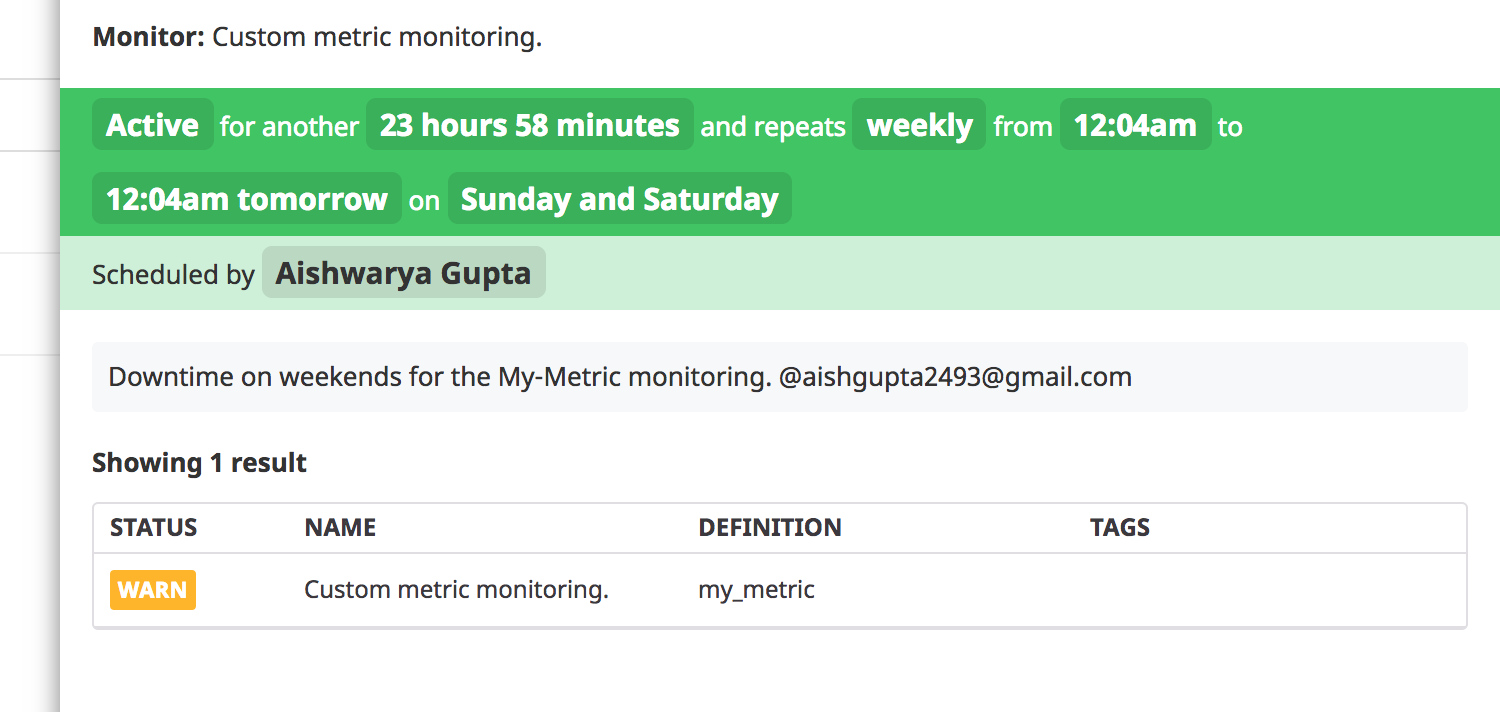 Monitor: Custom metric monitoring.
Active for another 23 hours 58 minutes and repeats weekly from 12:04am to
12:04am tomorrow on Sunday and Saturday
Scheduled by Aishwarya Gupta
Downtime on weekends for the My-Metric monitoring. @aishgupta2493@gmail.com
Showing 1 result
STATUS NAME DEFINITION TAGS
WARN Custom metric monitoring. my_metric